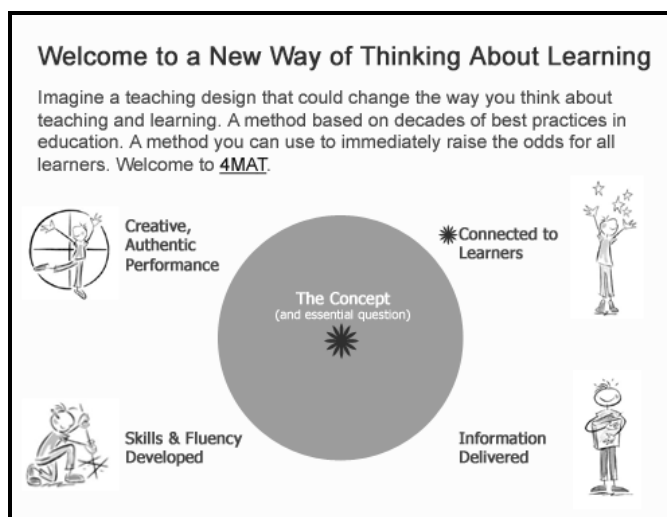 Welcome to a New Way of Thinking About Learning
Imagine a teaching design that could change the way you think about
teaching and learning. A method based on decades of best practices in
education. A method you can use to immediately raise the odds for all
learners. Welcome to 4MAT.
Creative,
Authentic
Performance
Connected to
Learners
The Concept
(and essential question)
Skills & Fluency
Developed
Information
Delivered